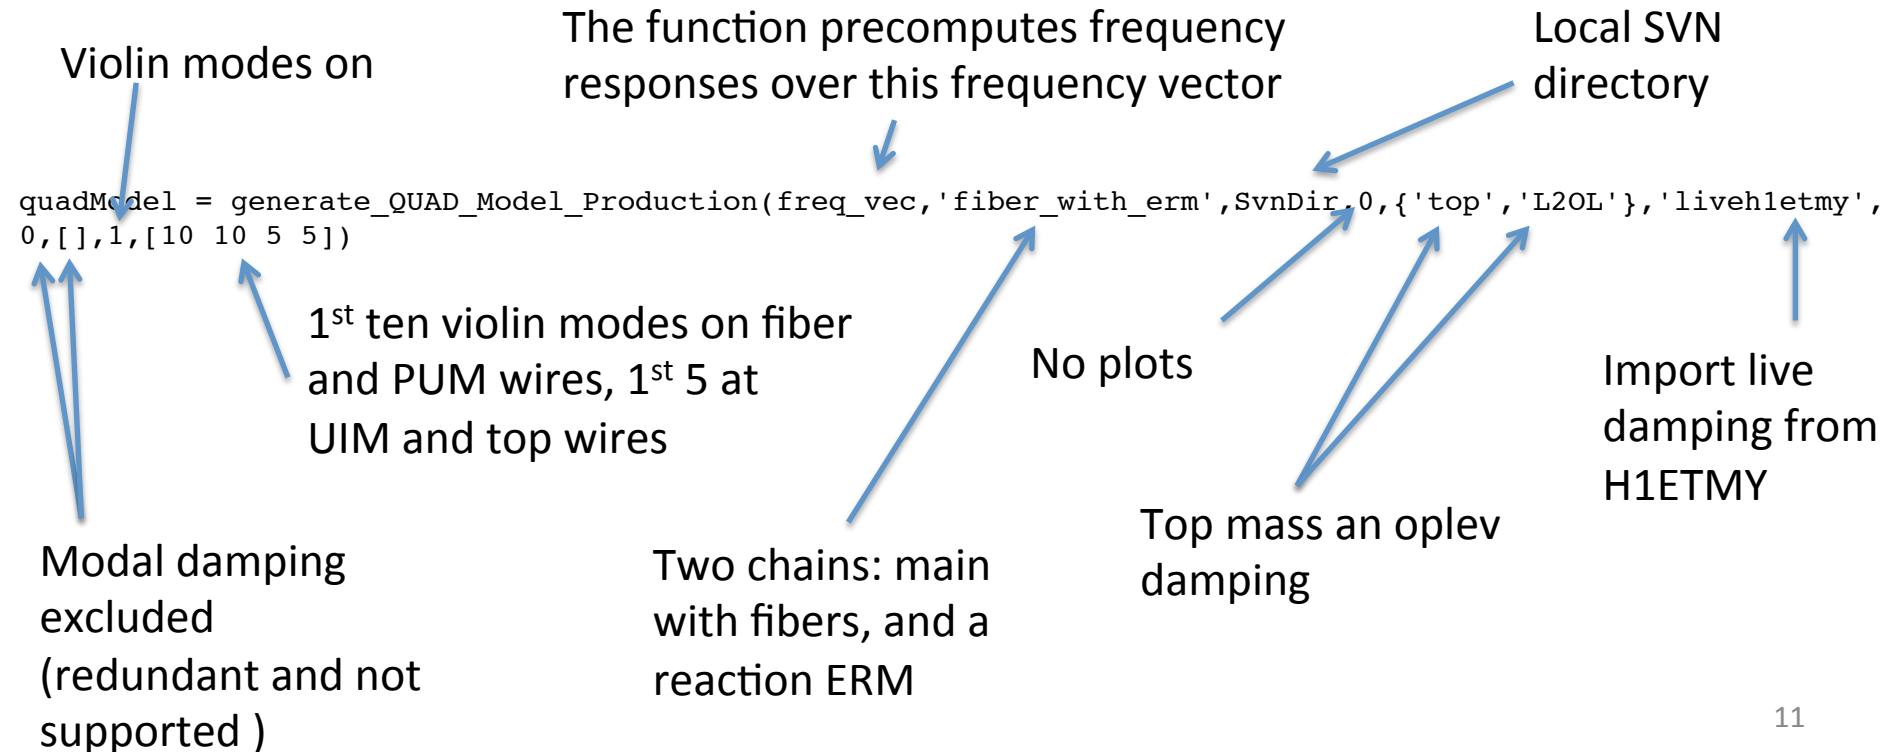 Violin modes on
The function precomputes frequency
responses over this frequency vector
Local SVN
directory
quadModel = generate_QUAD_Model_Production(freq_vec,'fiber_with_erm',SvnDir,0,{'top','L2OL'},'liveh1etmy',
0,[],1,[10 10 5 5])
1st ten violin modes on fiber
and PUM wires, 1st 5 at
UIM and top wires
No plots
Import live
damping from
H1ETMY
Top mass an oplev
damping
Modal damping
excluded
(redundant and not
supported )
Two chains: main
with fibers, and a
reaction ERM
11